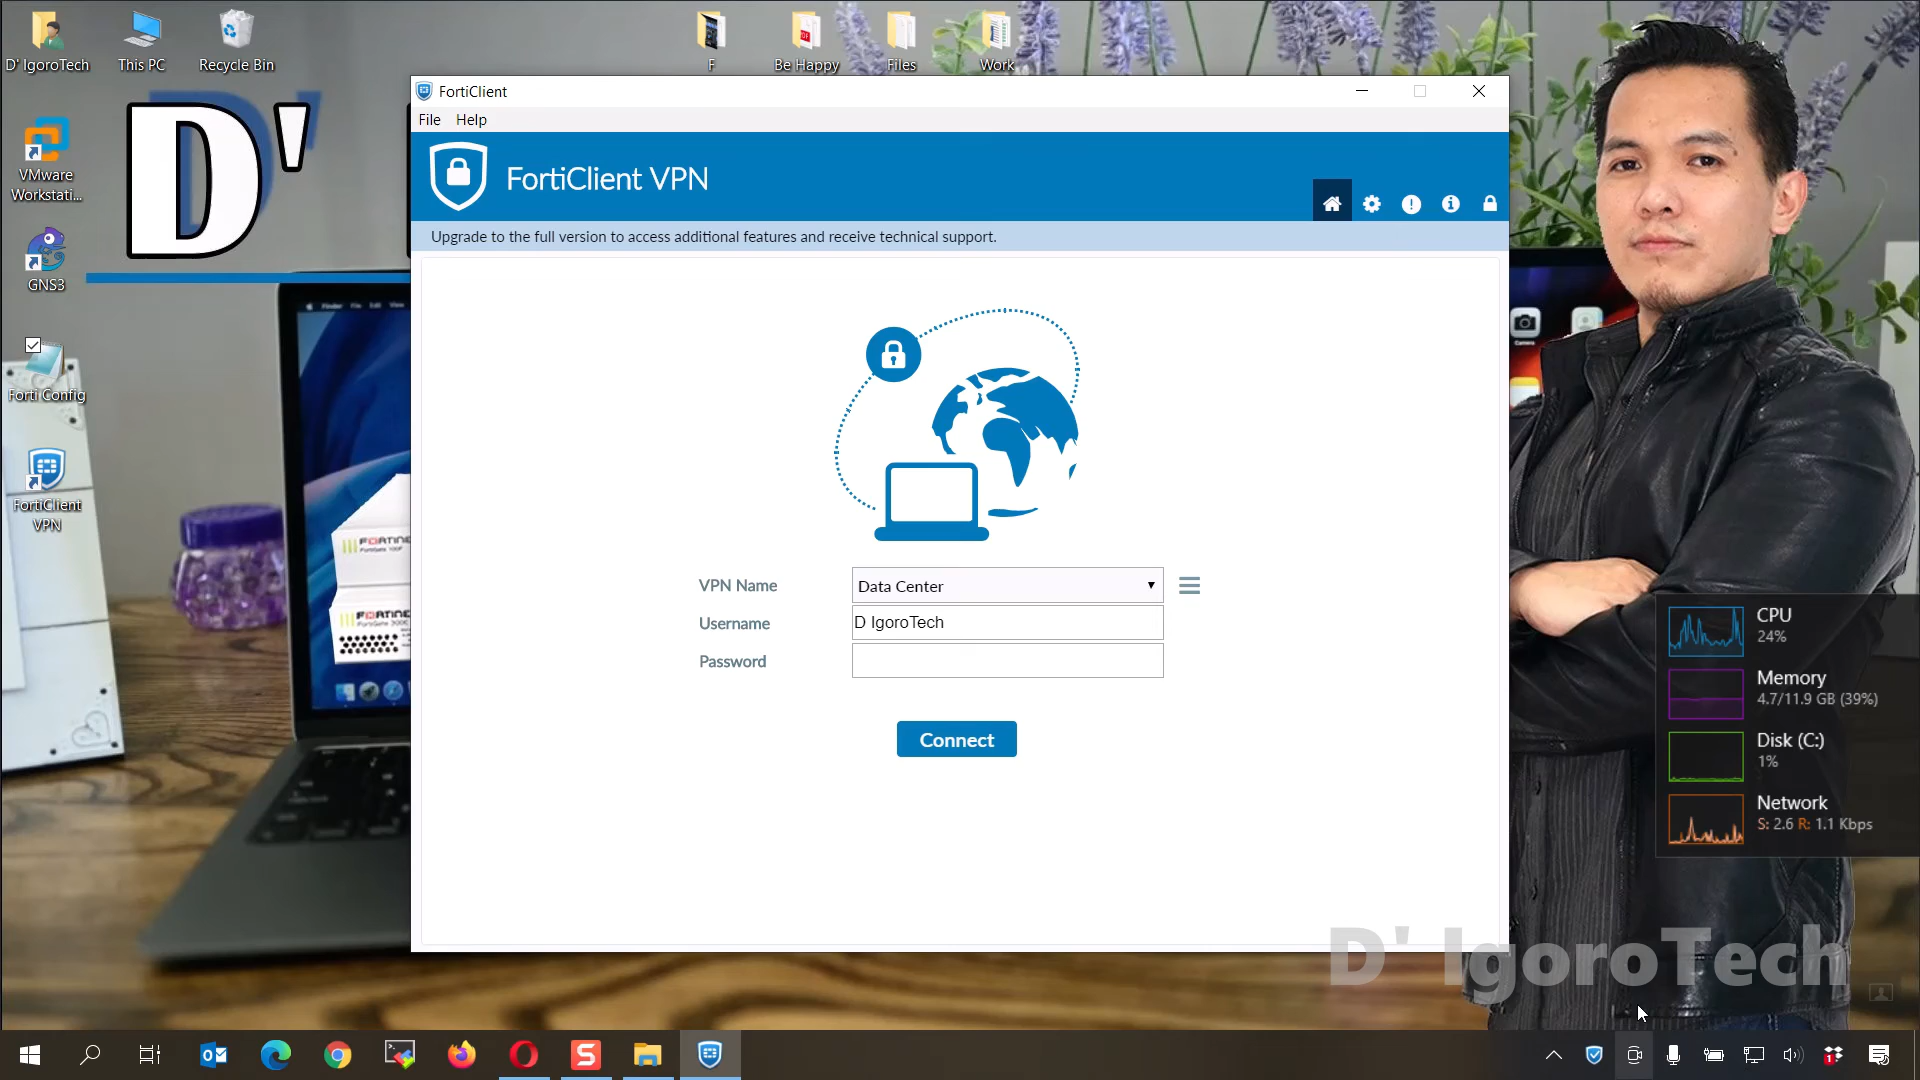 D' IgoroTech
This PC
Recycle Bin
F
Be Happy
Files
Work
VMware
Workstati...
GNS3
Forti Config
FortiClient
VPN
D'
FortiClient
File Help
FortiClient VPN
Upgrade to the full version to access additional features and receive technical support.
VPN Name
Data Center
Username
D IgoroTech
Password
Connect
CPU
24%
Memory
4.7/11.9 GB (39%)
Disk (C:)
1%
Network
S: 2.6 R: 1.1 Kbps
D' IgoroTech